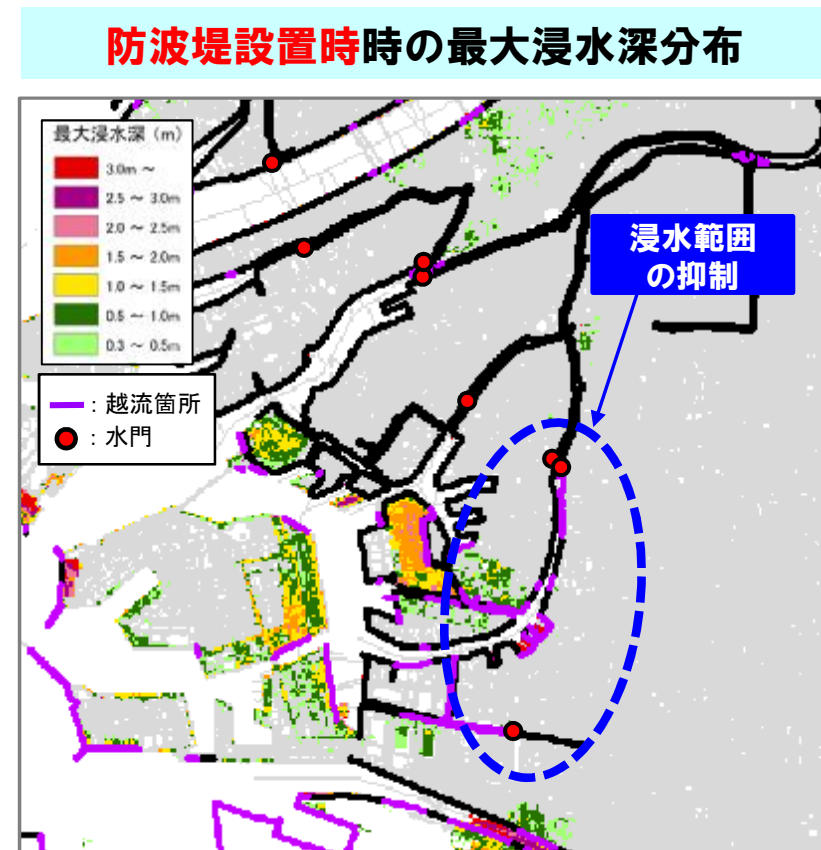 防波堤設置時時の最大浸水深分布
最大浸水深（m）
3.0m ～
2.5 ～ 3.0m
2.0 ～ 2.5m
1.5 ～ 2.0m
1.0 ～ 1.5m
0.5 ～ 1.0m
0.3 ～ 0.5m
：越流箇所
：水門
浸水範囲
の抑制